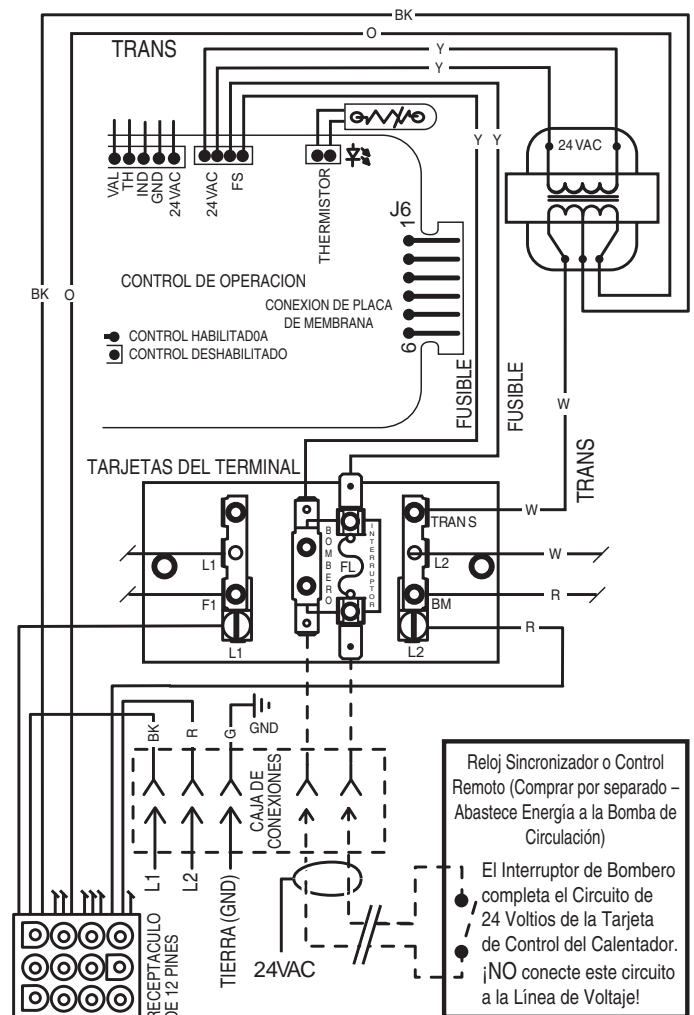 BK
O
TRANS
Y
Y
Y Y
24 VAC
VAL
TH
IND
GND
24VAC
24VAC
FS
THERMISTOR
J6
1
6
CONTROL DE OPERACION
CONEXION DE PLACA
DE MEMBRANA
BK O
CONTROL HABILITAD0A
CONTROL DESHABILITADO
FUSIBLE
FUSIBLE
W
TRANS
TARJETAS DEL TERMINAL
L1
F1
L1
BOMBERO
FL
INTERRUPTOR
TRANS
L2
BM
L2
W
W
R
R
BK
R
G
GND
CAJA DE
CONEXIONES
L1
L2
TIERRA (GND)
24VAC
RECEPTACULO
DE 12 PINES
Reloj Sincronizador o Control
Remoto (Comprar por separado –
Abastece Energía a la Bomba de
Circulación)
El Interruptor de Bombero
completa el Circuito de
24 Voltios de la Tarjeta
de Control del Calentador.
¡NO conecte este circuito
a la Línea de Voltaje!